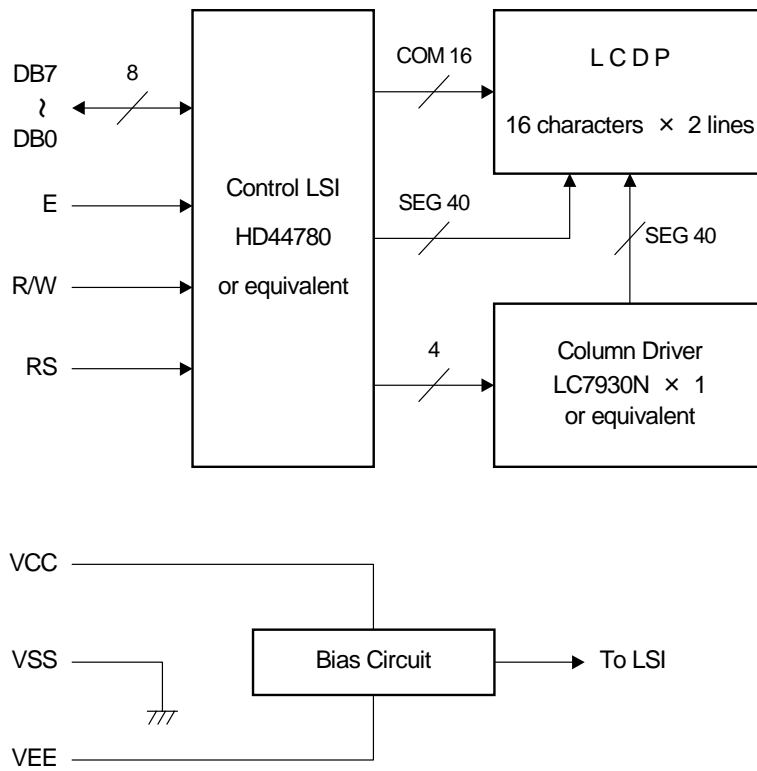 DB7
~
DB0
8
E
R/W
RS
Control LSI
HD44780
or equivalent
COM 16
SEG 40
4
L C D P
16 characters × 2 lines
SEG 40
Column Driver
LC7930N × 1
or equivalent
VCC
VSS
VEE
Bias Circuit
To LSI